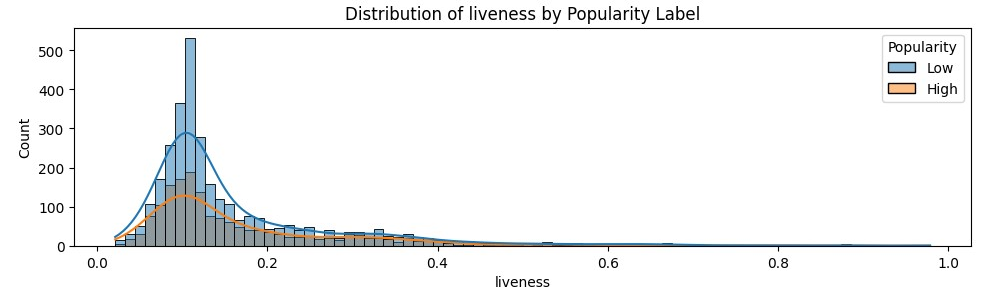 Distribution of liveness by Popularity Label
Popularity
Low
High
Count
500
400
300
200
100
0
0.0 0.2 0.4 0.6 0.8 1.0
liveness